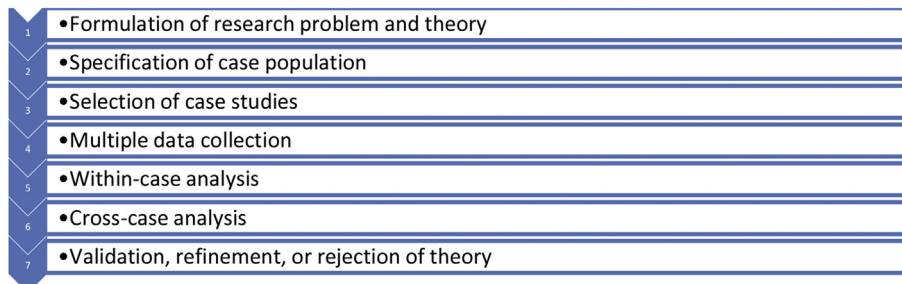 1 •Formulation of research problem and theory
2 •Specification of case population
3 •Selection of case studies
4 •Multiple data collection
5 •Within-case analysis
6 •Cross-case analysis
7 •Validation, refinement, or rejection of theory